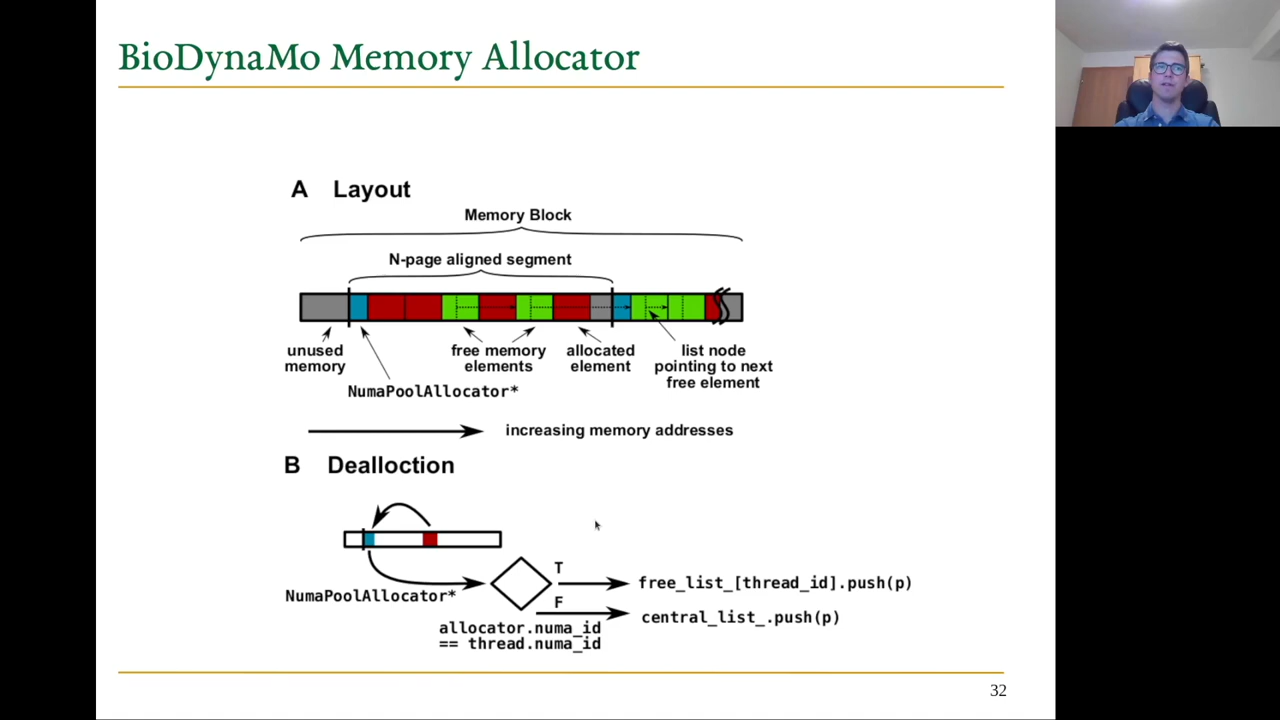 BioDynaMo Memory Allocator
A Layout
Memory Block
N-page aligned segment
unused
memory
free memory
elements
allocated
element
list node
pointing to next
free element
NumaPoolAllocator*
increasing memory addresses
B Dealloction
T
free_list_[thread_id].push(p)
NumaPoolAllocator*
F
central_list_.push(p)
allocator.numa_id
== thread.numa_id
32